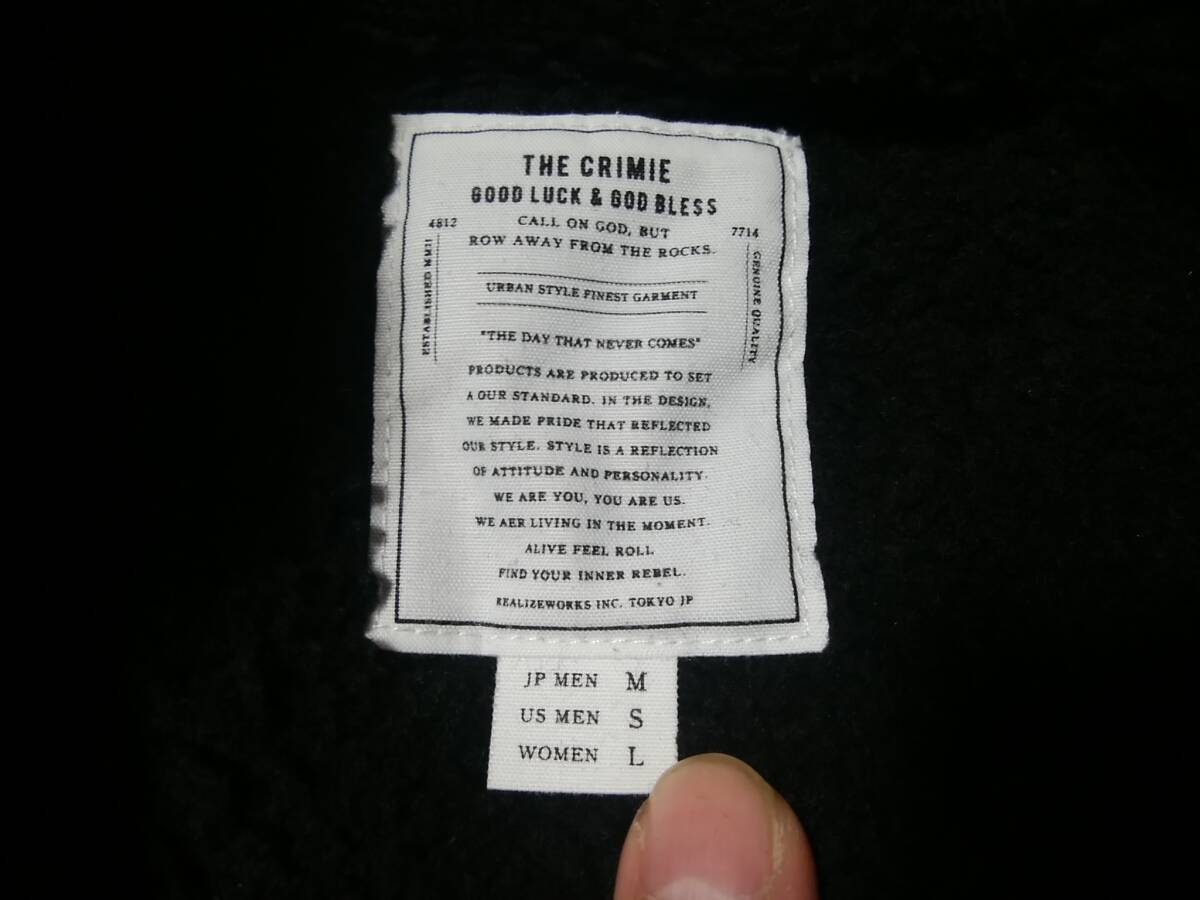 THE CRIMIE
GOOD LUCK & GOD BLESS
4812
CALL ON GOD, BUT
7714
ROW AWAY FROM THE ROCKS.
ESTABLISHED MMII
GENUINE QUALITY
URBAN STYLE FINEST GARMENT
"THE DAY THAT NEVER COMES"
PRODUCTS ARE PRODUCED TO SET
A OUR STANDARD. IN THE DESIGN,
WE MADE PRIDE THAT REFLECTED
OUR STYLE. STYLE IS A REFLECTION
OF ATTITUDE AND PERSONALITY.
WE ARE YOU, YOU ARE US.
WE AER LIVING IN THE MOMENT.
ALIVE FEEL ROLL.
FIND YOUR INNER REBEL.
REALIZEWORKS INC. TOKYO JP
JP MEN M
US MEN S
WOMEN L